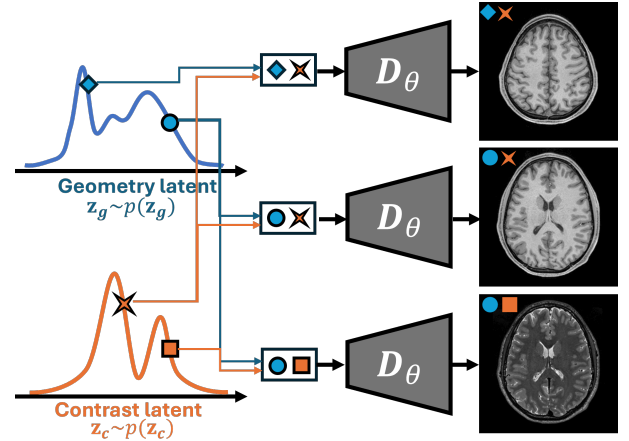 D_θ
Geometry latent
z_g~p(z_g)
D_θ
D_θ
Contrast latent
z_c~p(z_c)